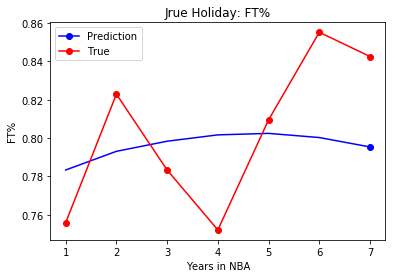 Jrue Holiday: FT%
Prediction
True
FT%
0.86
0.84
0.82
0.80
0.78
0.76
1 2 3 4 5 6 7
Years in NBA